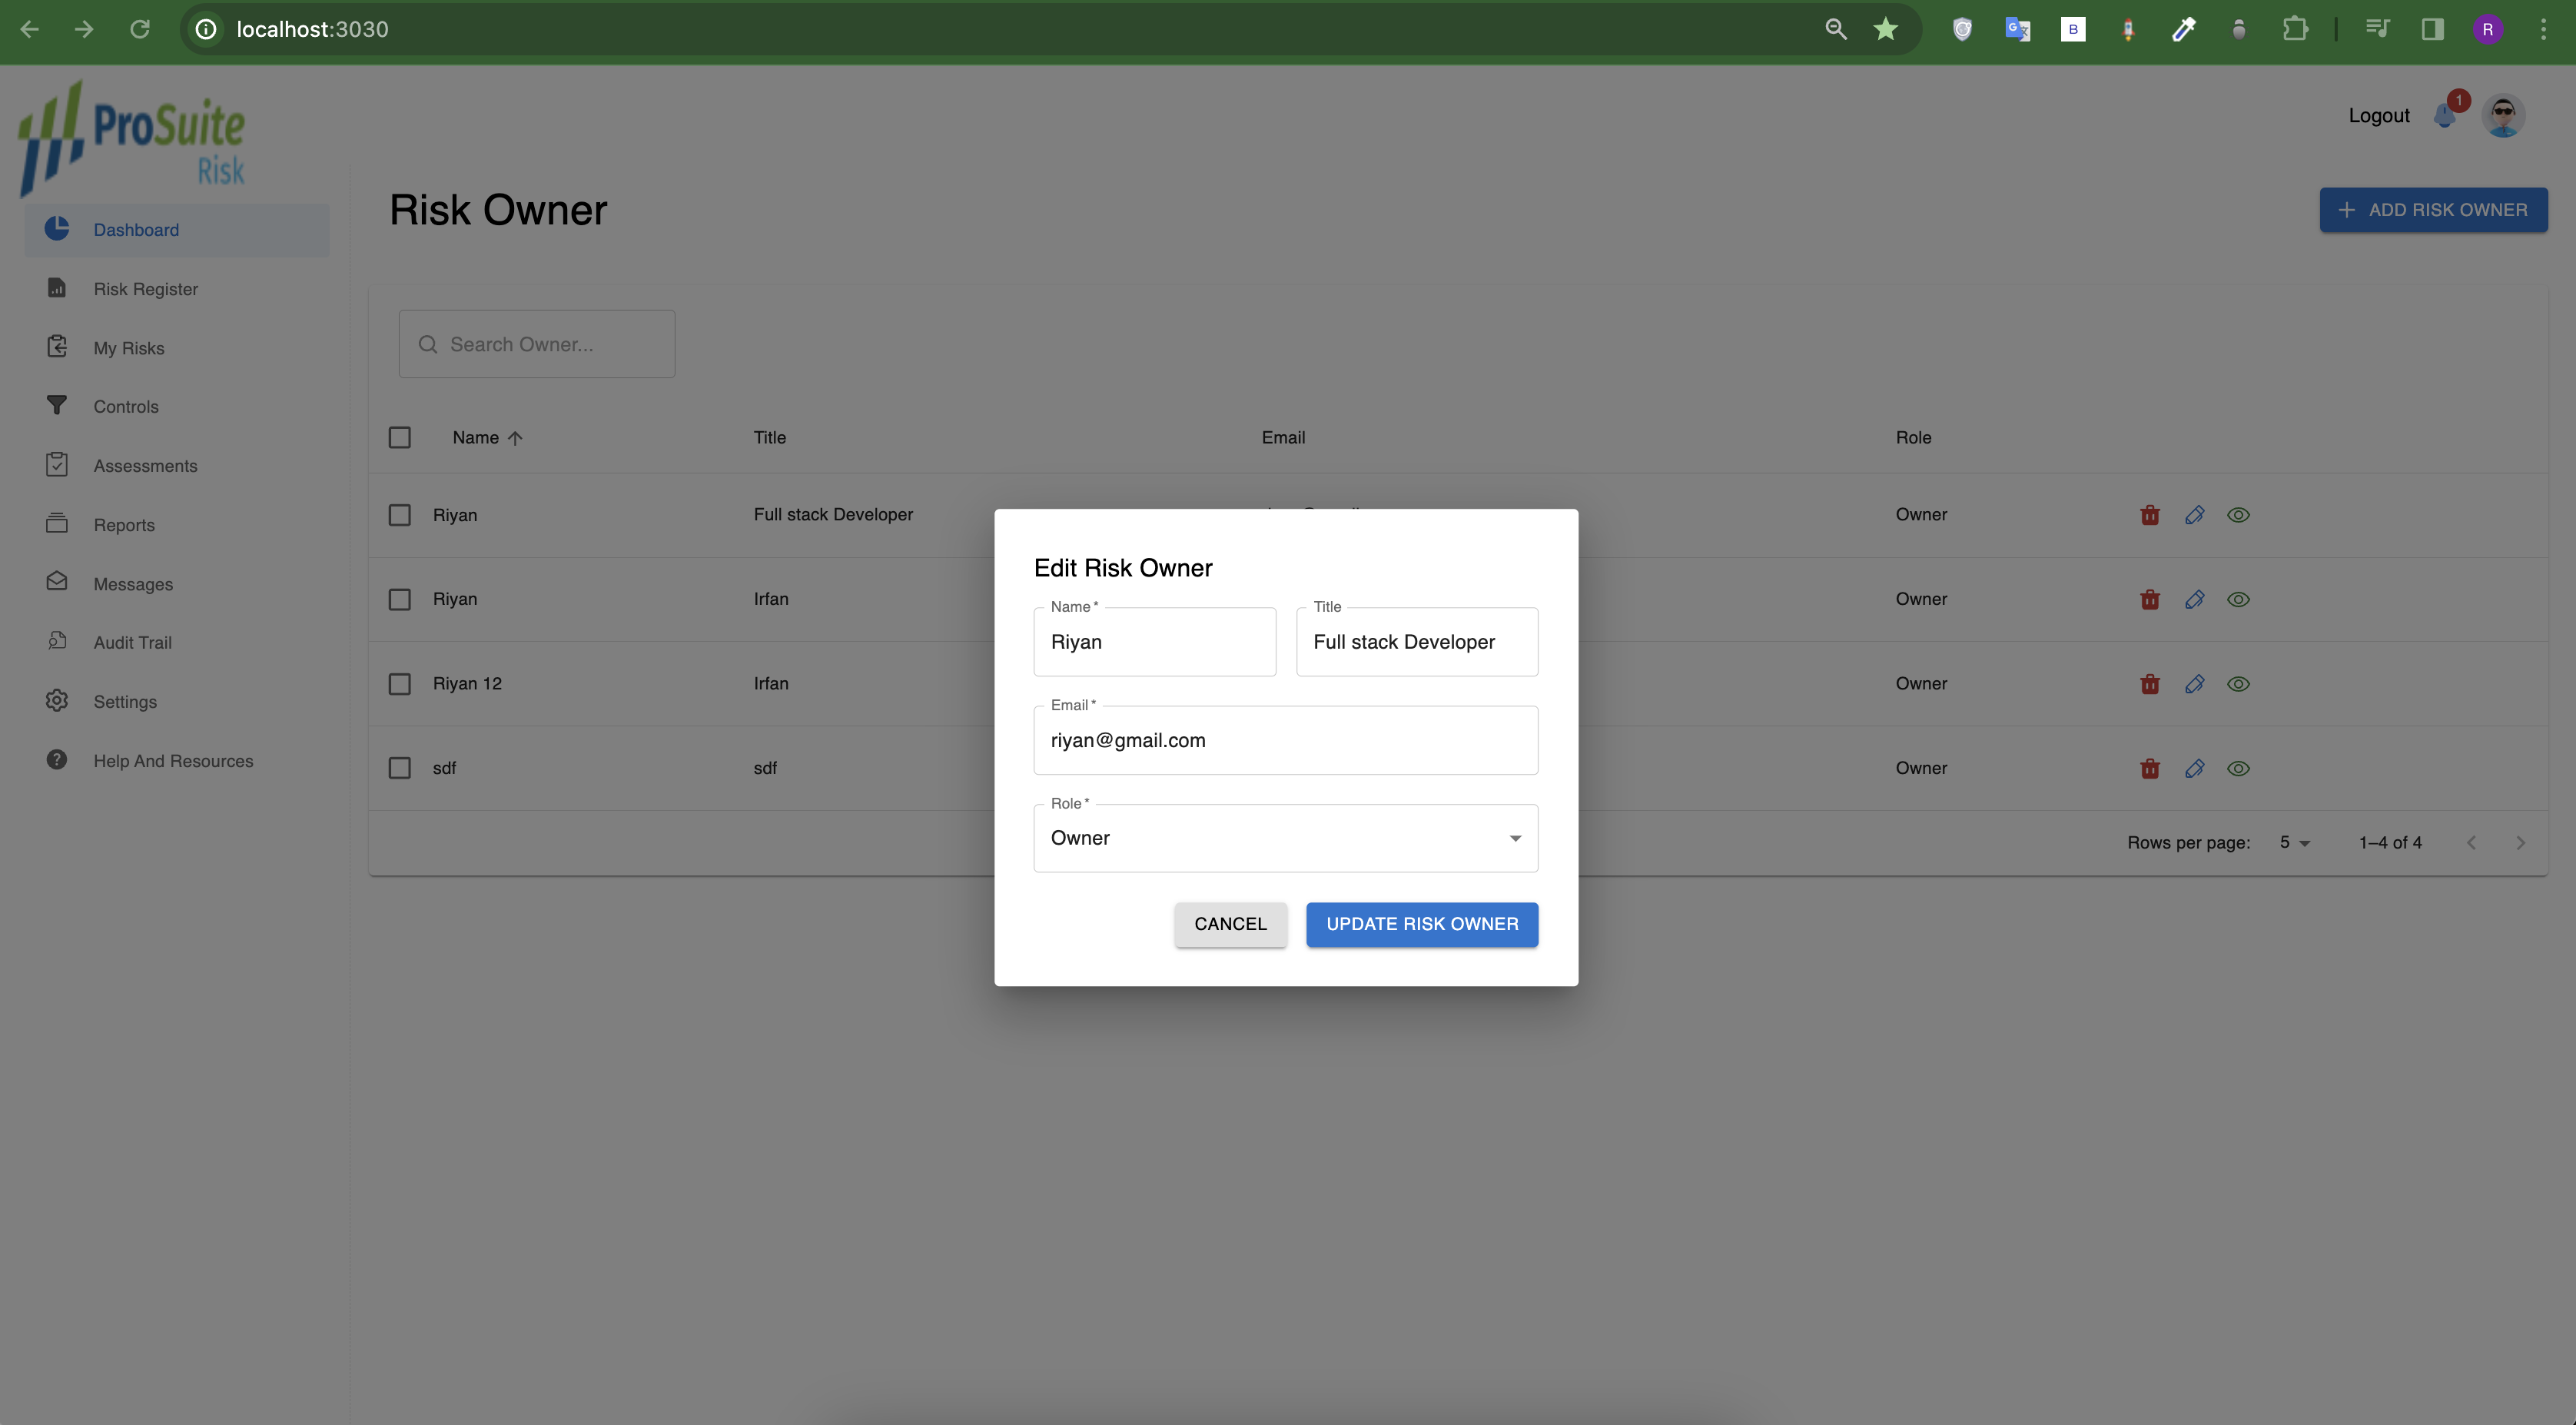 localhost:3030
B
R
ProSuite
Risk
Logout
1
Risk Owner
ADD RISK OWNER
Dashboard
Risk Register
My Risks
Controls
Assessments
Reports
Messages
Audit Trail
Settings
Help And Resources
Search Owner...
Name Title Email Role
Riyan Full stack Developer Owner
Riyan Irfan Owner
Riyan 12 Irfan Owner
sdf sdf Owner
Rows per page: 5 1–4 of 4
Edit Risk Owner
Name * Title
Riyan Full stack Developer
Email *
riyan@gmail.com
Role *
Owner
CANCEL UPDATE RISK OWNER